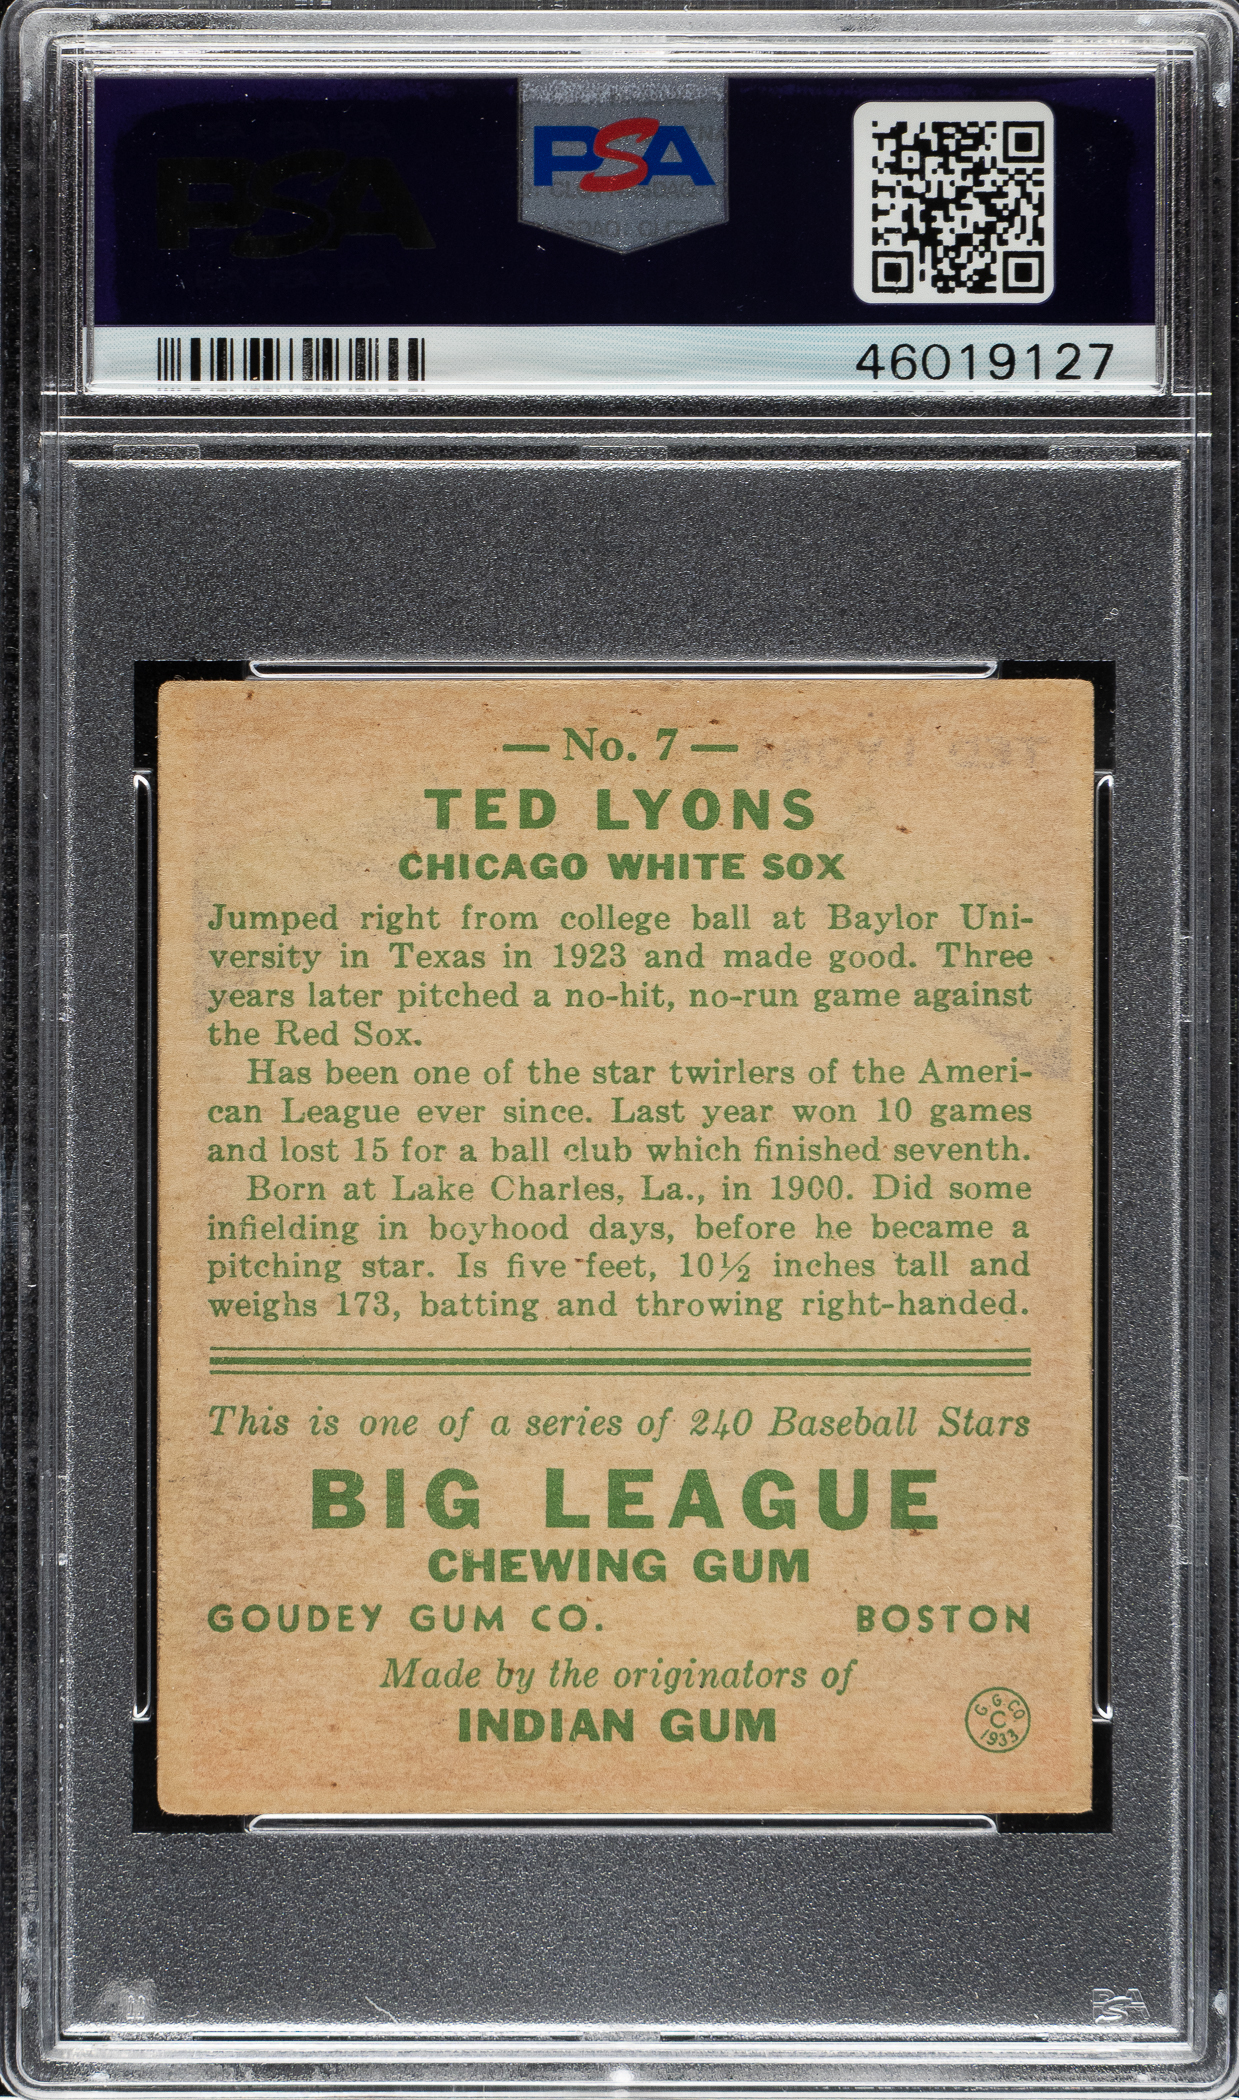 PSA
PSA
46019127
— No. 7 —
TED LYONS
CHICAGO WHITE SOX
Jumped right from college ball at Baylor Uni-
versity in Texas in 1923 and made good. Three
years later pitched a no-hit, no-run game against
the Red Sox.
Has been one of the star twirlers of the Ameri-
can League ever since. Last year won 10 games
and lost 15 for a ball club which finished seventh.
Born at Lake Charles, La., in 1900. Did some
infielding in boyhood days, before he became a
pitching star. Is five feet, 10½ inches tall and
weighs 173, batting and throwing right-handed.
This is one of a series of 240 Baseball Stars
BIG LEAGUE
CHEWING GUM
GOUDEY GUM CO. BOSTON
Made by the originators of
INDIAN GUM
G. G. CO.
C
1933
PSA